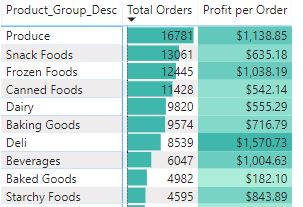 Product_Group_Desc Total Orders Profit per Order
Produce 16781 $1,138.85
Snack Foods 13061 $635.18
Frozen Foods 12445 $1,038.19
Canned Foods 11428 $542.14
Dairy 9820 $555.29
Baking Goods 9574 $716.79
Deli 8539 $1,570.73
Beverages 6047 $1,004.63
Baked Goods 4982 $182.10
Starchy Foods 4595 $843.89